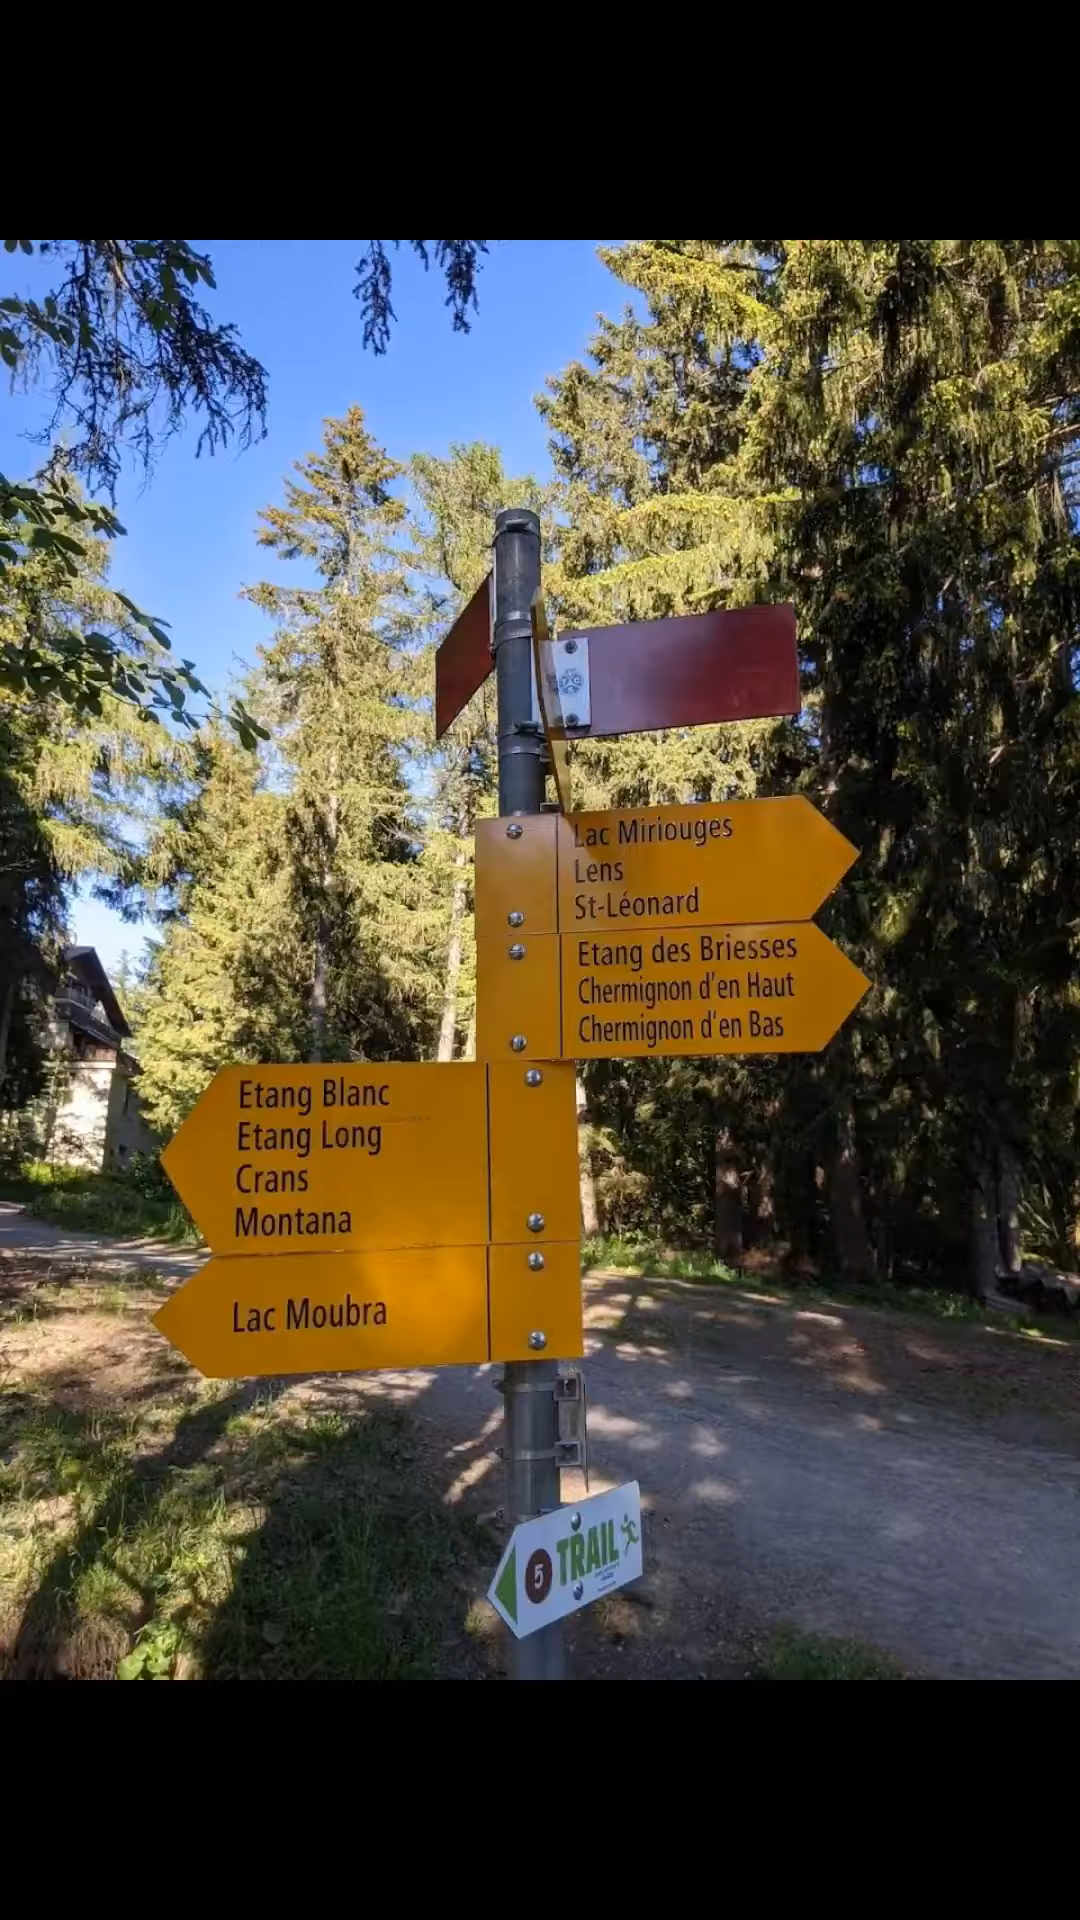 Lac Miriouges
Lens
St-Léonard
Etang des Briesses
Chermignon d'en Haut
Chermignon d'en Bas
Etang Blanc
Etang Long
Crans
Montana
Lac Moubra
5 TRAIL